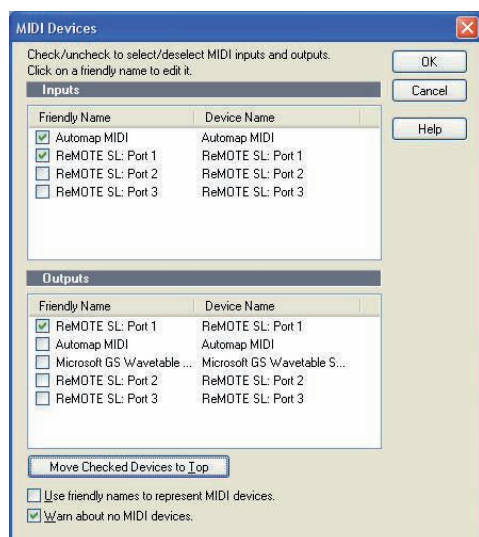 MIDI Devices
Check/uncheck to select/deselect MIDI inputs and outputs.
Click on a friendly name to edit it.
OK
Cancel
Help
Inputs
Friendly Name Device Name
Automap MIDI Automap MIDI
ReMOTE SL: Port 1 ReMOTE SL: Port 1
ReMOTE SL: Port 2 ReMOTE SL: Port 2
ReMOTE SL: Port 3 ReMOTE SL: Port 3
Outputs
Friendly Name Device Name
ReMOTE SL: Port 1 ReMOTE SL: Port 1
Automap MIDI Automap MIDI
Microsoft GS Wavetable ... Microsoft GS Wavetable S...
ReMOTE SL: Port 2 ReMOTE SL: Port 2
ReMOTE SL: Port 3 ReMOTE SL: Port 3
Move Checked Devices to Top
Use friendly names to represent MIDI devices.
Warn about no MIDI devices.